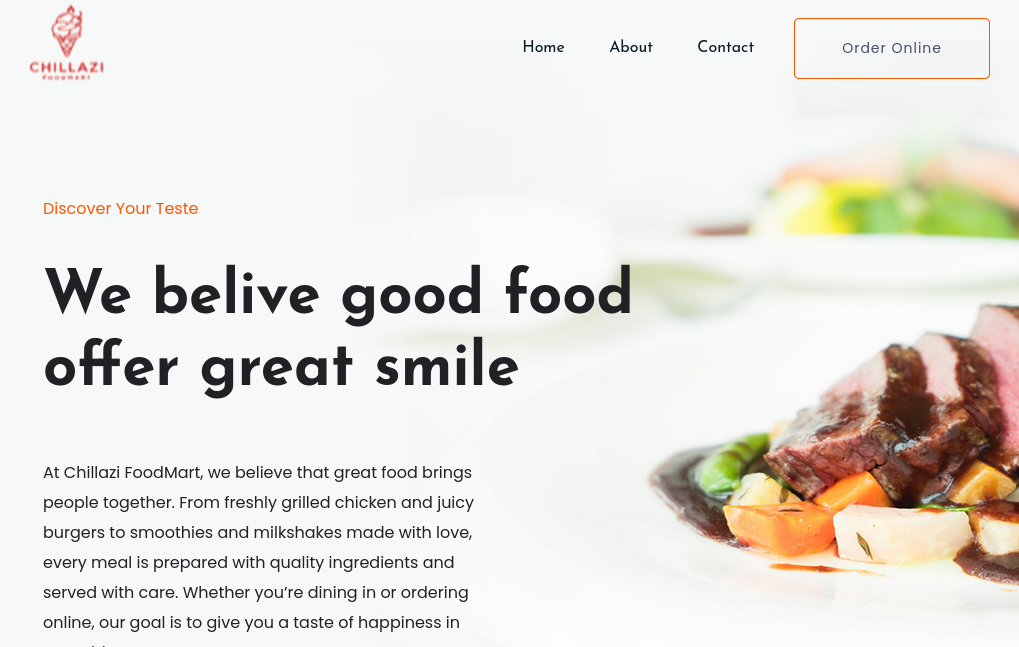 CHILLAZI
FOODMART
Home
About
Contact
Order Online
Discover Your Teste
We belive good food
offer great smile
At Chillazi FoodMart, we believe that great food brings
people together. From freshly grilled chicken and juicy
burgers to smoothies and milkshakes made with love,
every meal is prepared with quality ingredients and
served with care. Whether you’re dining in or ordering
online, our goal is to give you a taste of happiness in